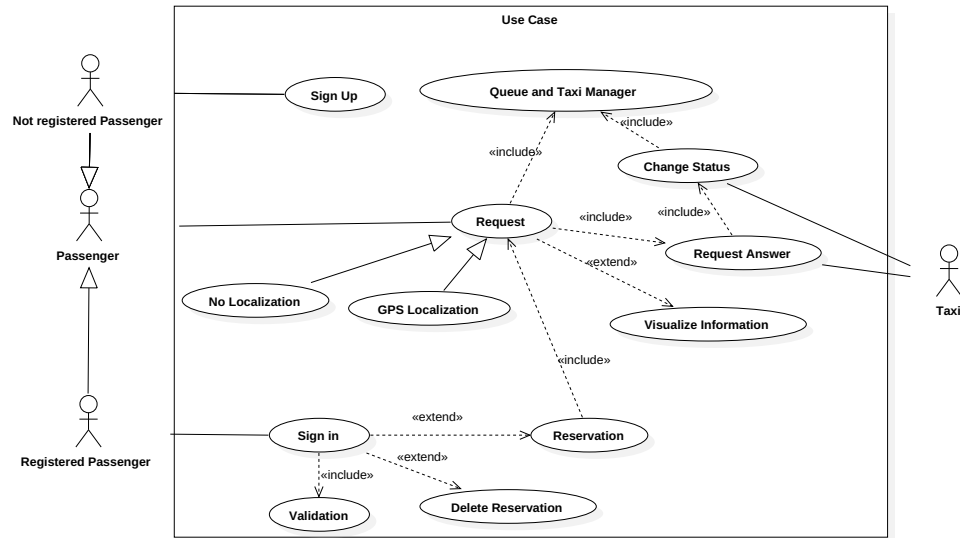 Use Case
Not registered Passenger
Sign Up
Queue and Taxi Manager
«include»
«include»
Change Status
Passenger
Request
«include»
«include»
Request Answer
«extend»
Taxi
No Localization
GPS Localization
Visualize Information
«include»
Registered Passenger
Sign in
«extend»
Reservation
«extend»
«include»
Validation
Delete Reservation